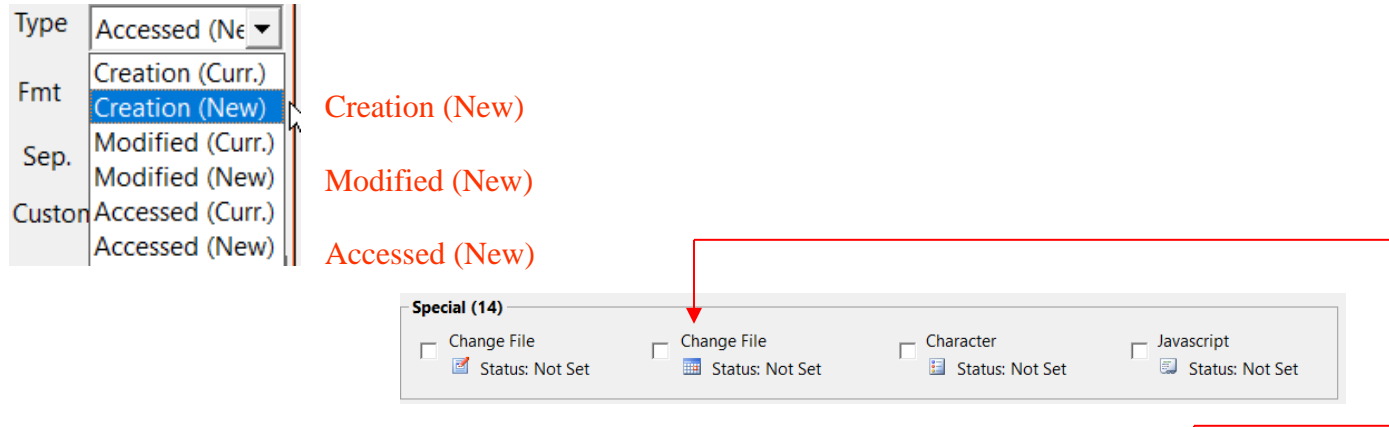 Type Accessed (Ne
Creation (Curr.)
Fmt
Creation (New)
Creation (New)
Modified (Curr.)
Sep.
Modified (New)
Modified (New)
Custom Accessed (Curr.)
Accessed (New)
Accessed (New)
Special (14)
Change File Change File Character Javascript
Status: Not Set Status: Not Set Status: Not Set Status: Not Set